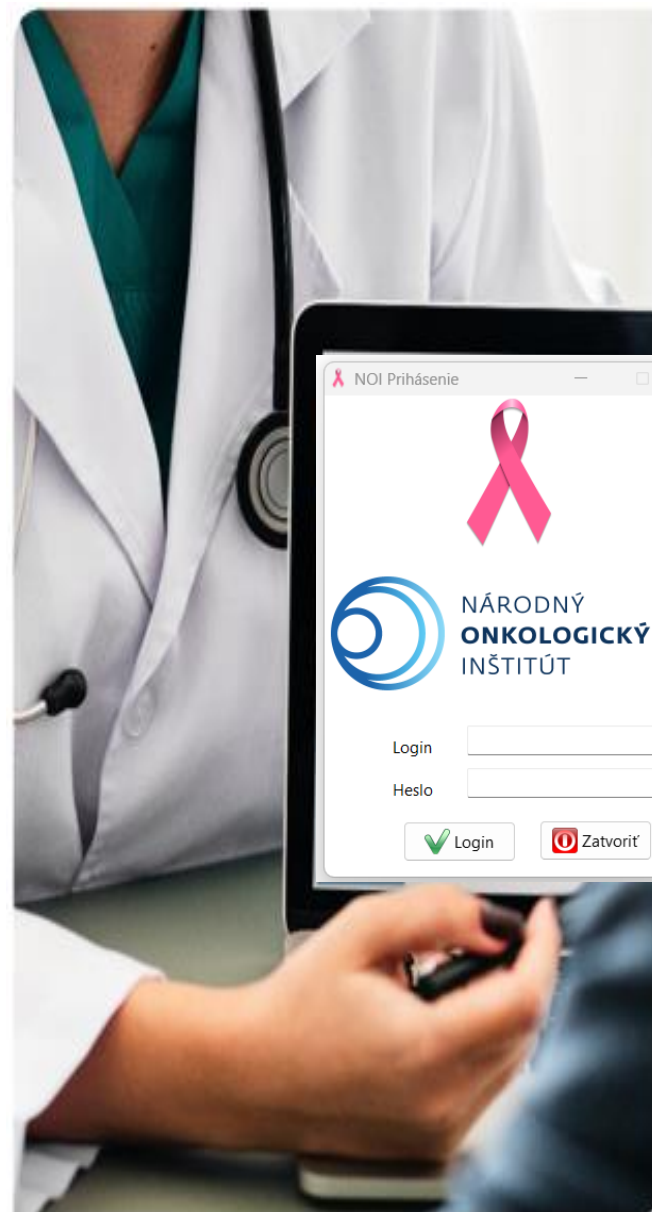 NOI Prihásenie
NÁRODNÝ
ONKOLOGICKÝ
INŠTITÚT
Login
Heslo
Login
Zatvoriť